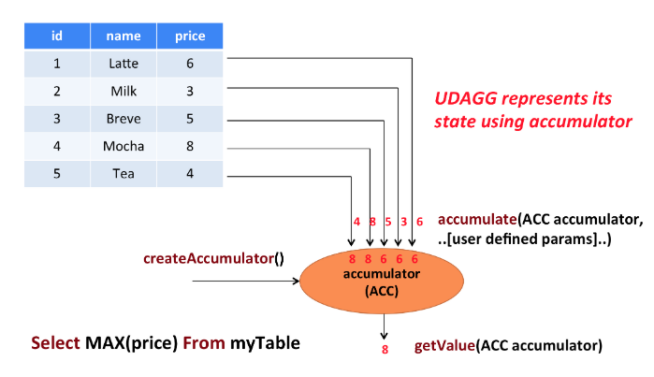 id name price
1 Latte 6
2 Milk 3
3 Breve 5
4 Mocha 8
5 Tea 4
UDAGG represents its
state using accumulator
4 8 5 3 6
accumulate(ACC accumulator,
..[user defined params]..)
createAccumulator()
8 8 6 6 6
accumulator
(ACC)
Select MAX(price) From myTable
8
getValue(ACC accumulator)